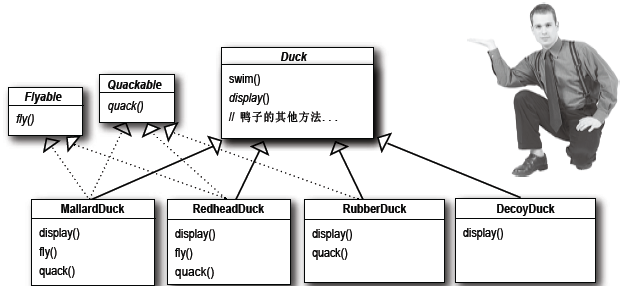 Flyable
fly()
Quackable
quack()
Duck
swim()
display()
// 鸭子的其他方法...
MallardDuck
display()
fly()
quack()
RedheadDuck
display()
fly()
quack()
RubberDuck
display()
quack()
DecoyDuck
display()